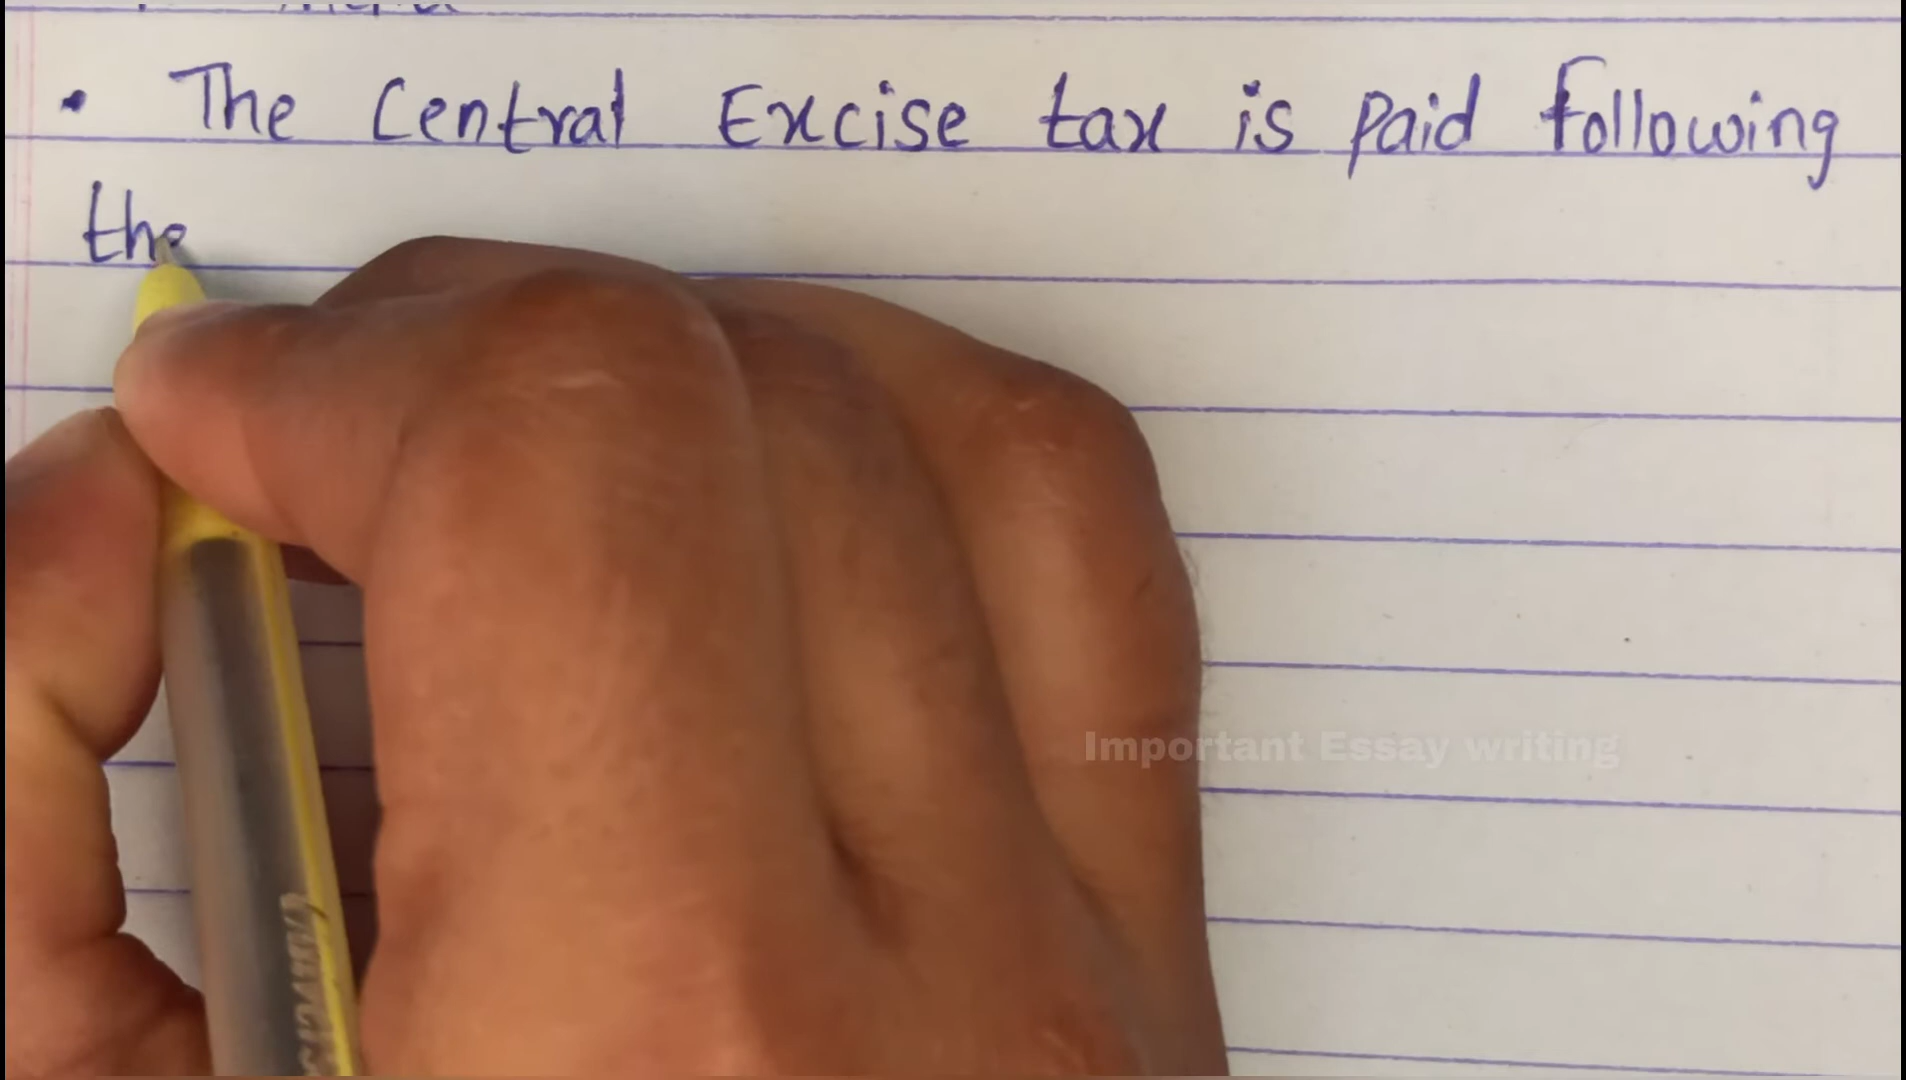 • The Central Excise tax is paid following
the
Important Essay writing